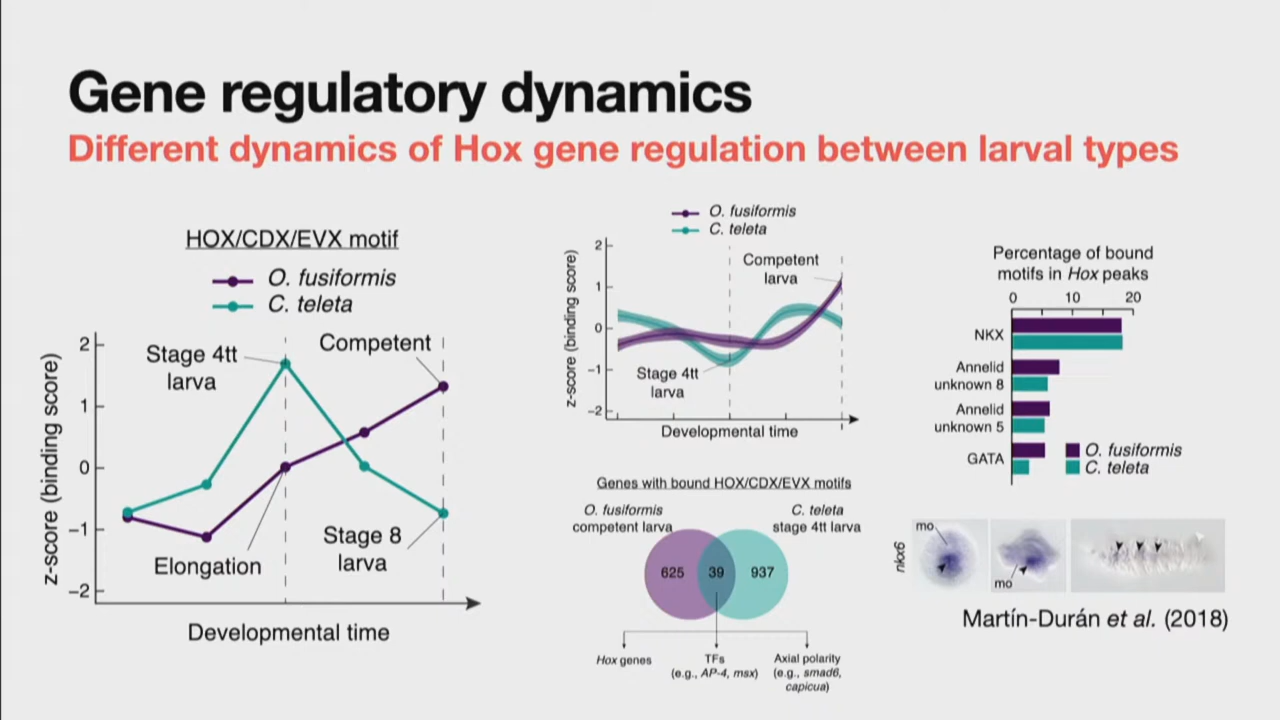 Gene regulatory dynamics
Different dynamics of Hox gene regulation between larval types
HOX/CDX/EVX motif
O. fusiformis
C. teleta
z-score (binding score)
2
1
0
−1
−2
Stage 4tt
larva
Competent
Elongation
Stage 8
larva
Developmental time
O. fusiformis
C. teleta
z-score (binding score)
2
1
0
−1
−2
Competent
larva
Stage 4tt
larva
Developmental time
Genes with bound HOX/CDX/EVX motifs
O. fusiformis
competent larva
C. teleta
stage 4tt larva
625
39
937
Hox genes
TFs
(e.g., AP-4, msx)
Axial polarity
(e.g., smad6,
capicua)
Percentage of bound
motifs in Hox peaks
0 10 20
NKX
Annelid
unknown 8
Annelid
unknown 5
GATA
O. fusiformis
C. teleta
nkx6
mo
mo
Martín-Durán et al. (2018)